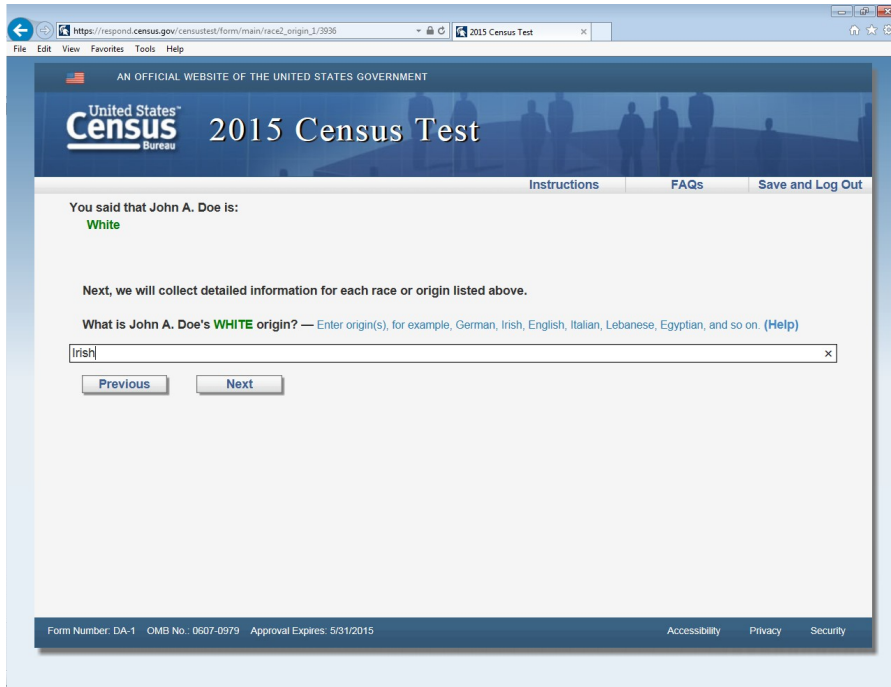 https://respond.census.gov/censustest/form/main/race2_origin_1/3936
2015 Census Test
File Edit View Favorites Tools Help
AN OFFICIAL WEBSITE OF THE UNITED STATES GOVERNMENT
United States™
Census
Bureau
2015 Census Test
Instructions FAQs Save and Log Out
You said that John A. Doe is:
White
Next, we will collect detailed information for each race or origin listed above.
What is John A. Doe's WHITE origin? — Enter origin(s), for example, German, Irish, English, Italian, Lebanese, Egyptian, and so on. (Help)
Irish
Previous Next
Form Number: DA-1 OMB No.: 0607-0979 Approval Expires: 5/31/2015 Accessibility Privacy Security